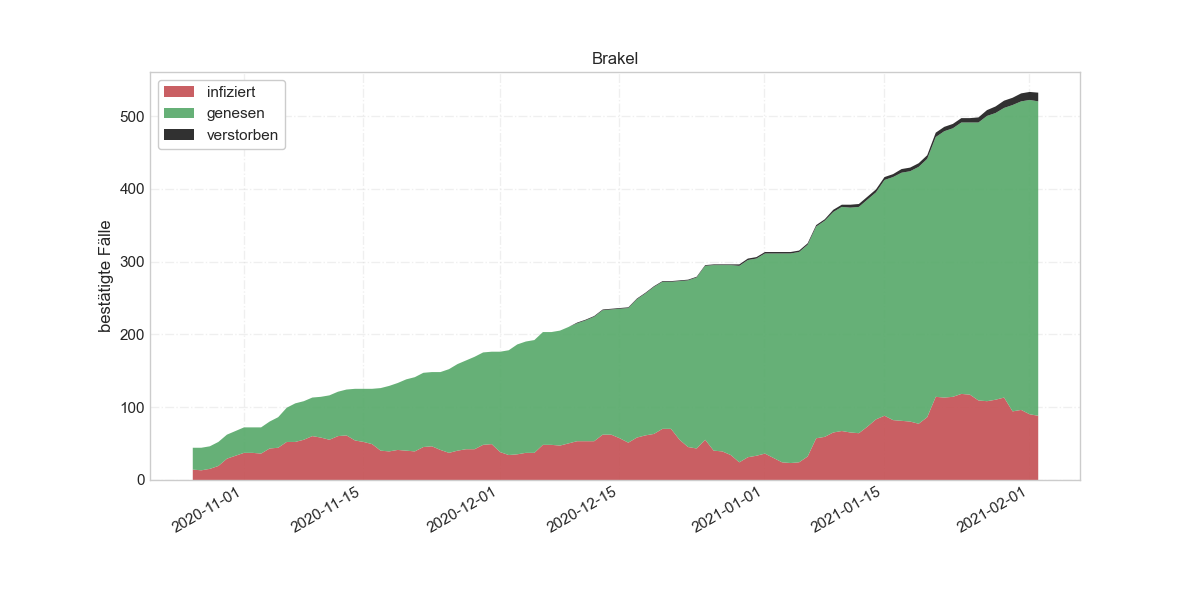 Brakel
infiziert
genesen
verstorben
bestätigte Fälle
500
400
300
200
100
0
2020-11-01
2020-11-15
2020-12-01
2020-12-15
2021-01-01
2021-01-15
2021-02-01